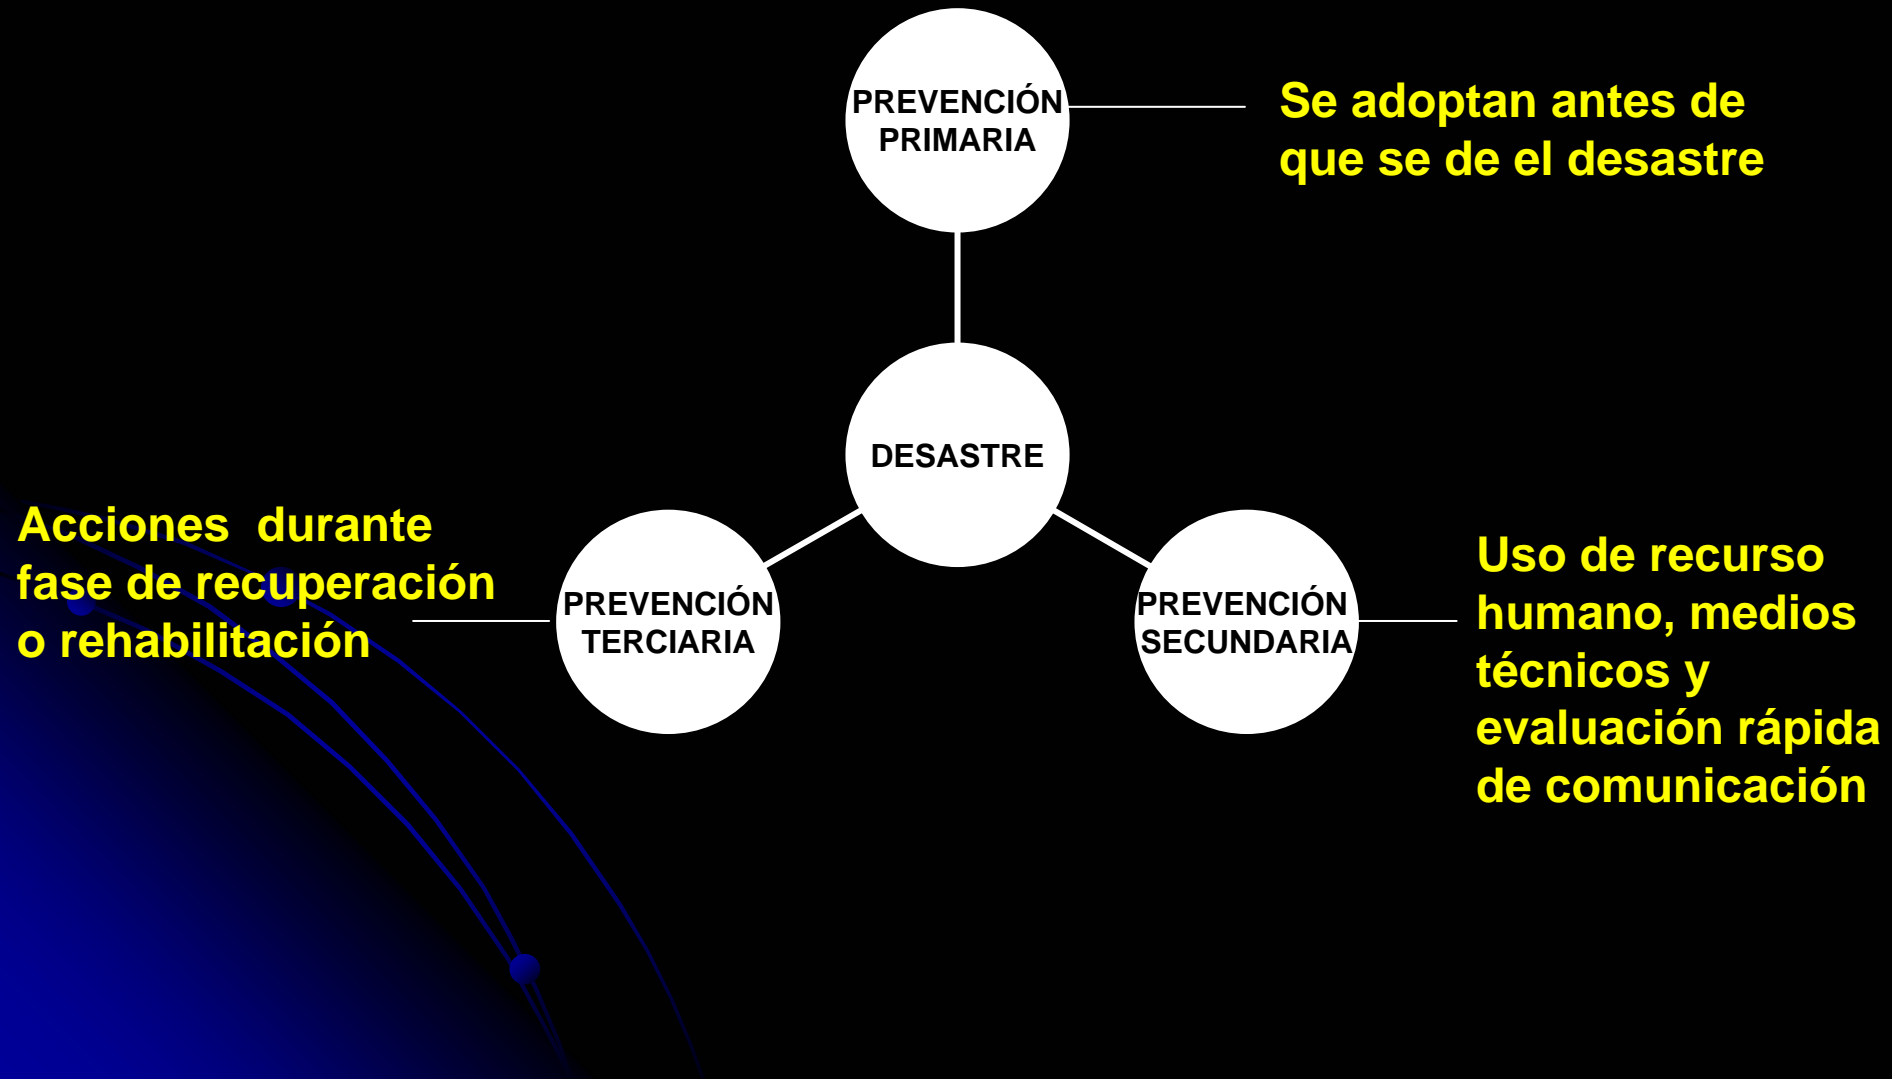 PREVENCIÓN
PRIMARIA
Se adoptan antes de
que se de el desastre
DESASTRE
Acciones  durante
fase de recuperación
o rehabilitación
PREVENCIÓN
TERCIARIA
PREVENCIÓN
SECUNDARIA
Uso de recurso
humano, medios
técnicos y
evaluación rápida
de comunicación